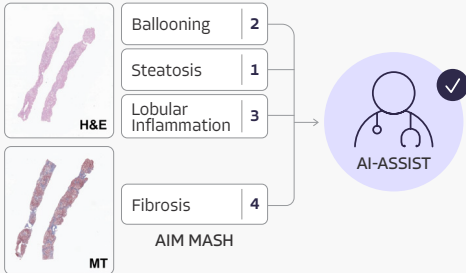 H&E
Ballooning 2
Steatosis 1
Lobular
Inflammation 3
MT
Fibrosis 4
AIM MASH
AI-ASSIST